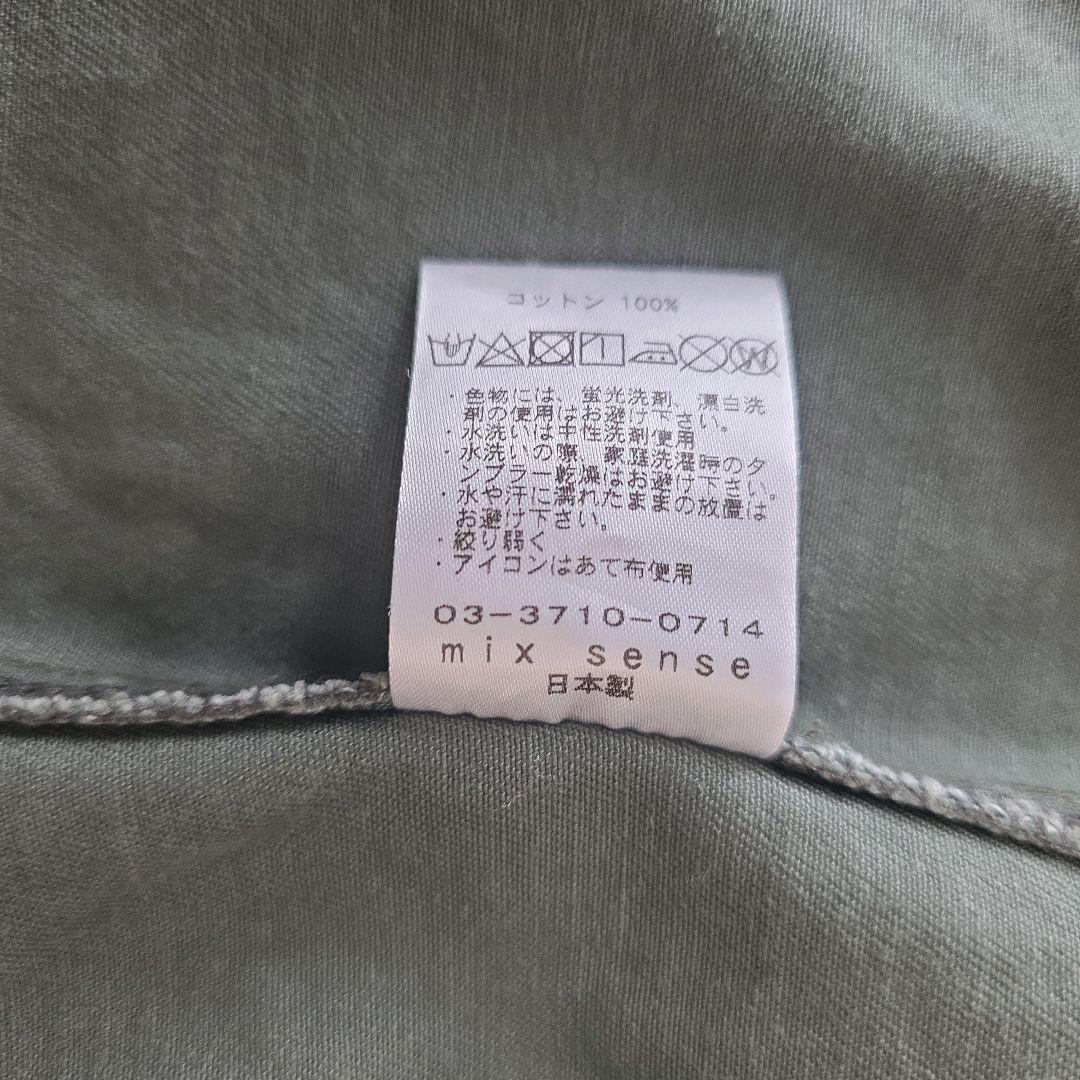 コットン 100%
W
・色物には、蛍光洗剤、漂白洗
剤の使用はお避け下さい。
・水洗いは中性洗剤使用
・水洗いの際、家庭洗濯時のタ
ンブラー乾燥はお避け下さい。
・水や汗に濡れたままの放置は
お避け下さい。
・絞り弱く
・アイコンはあて布使用
03-3710-0714
mix sense
日本製